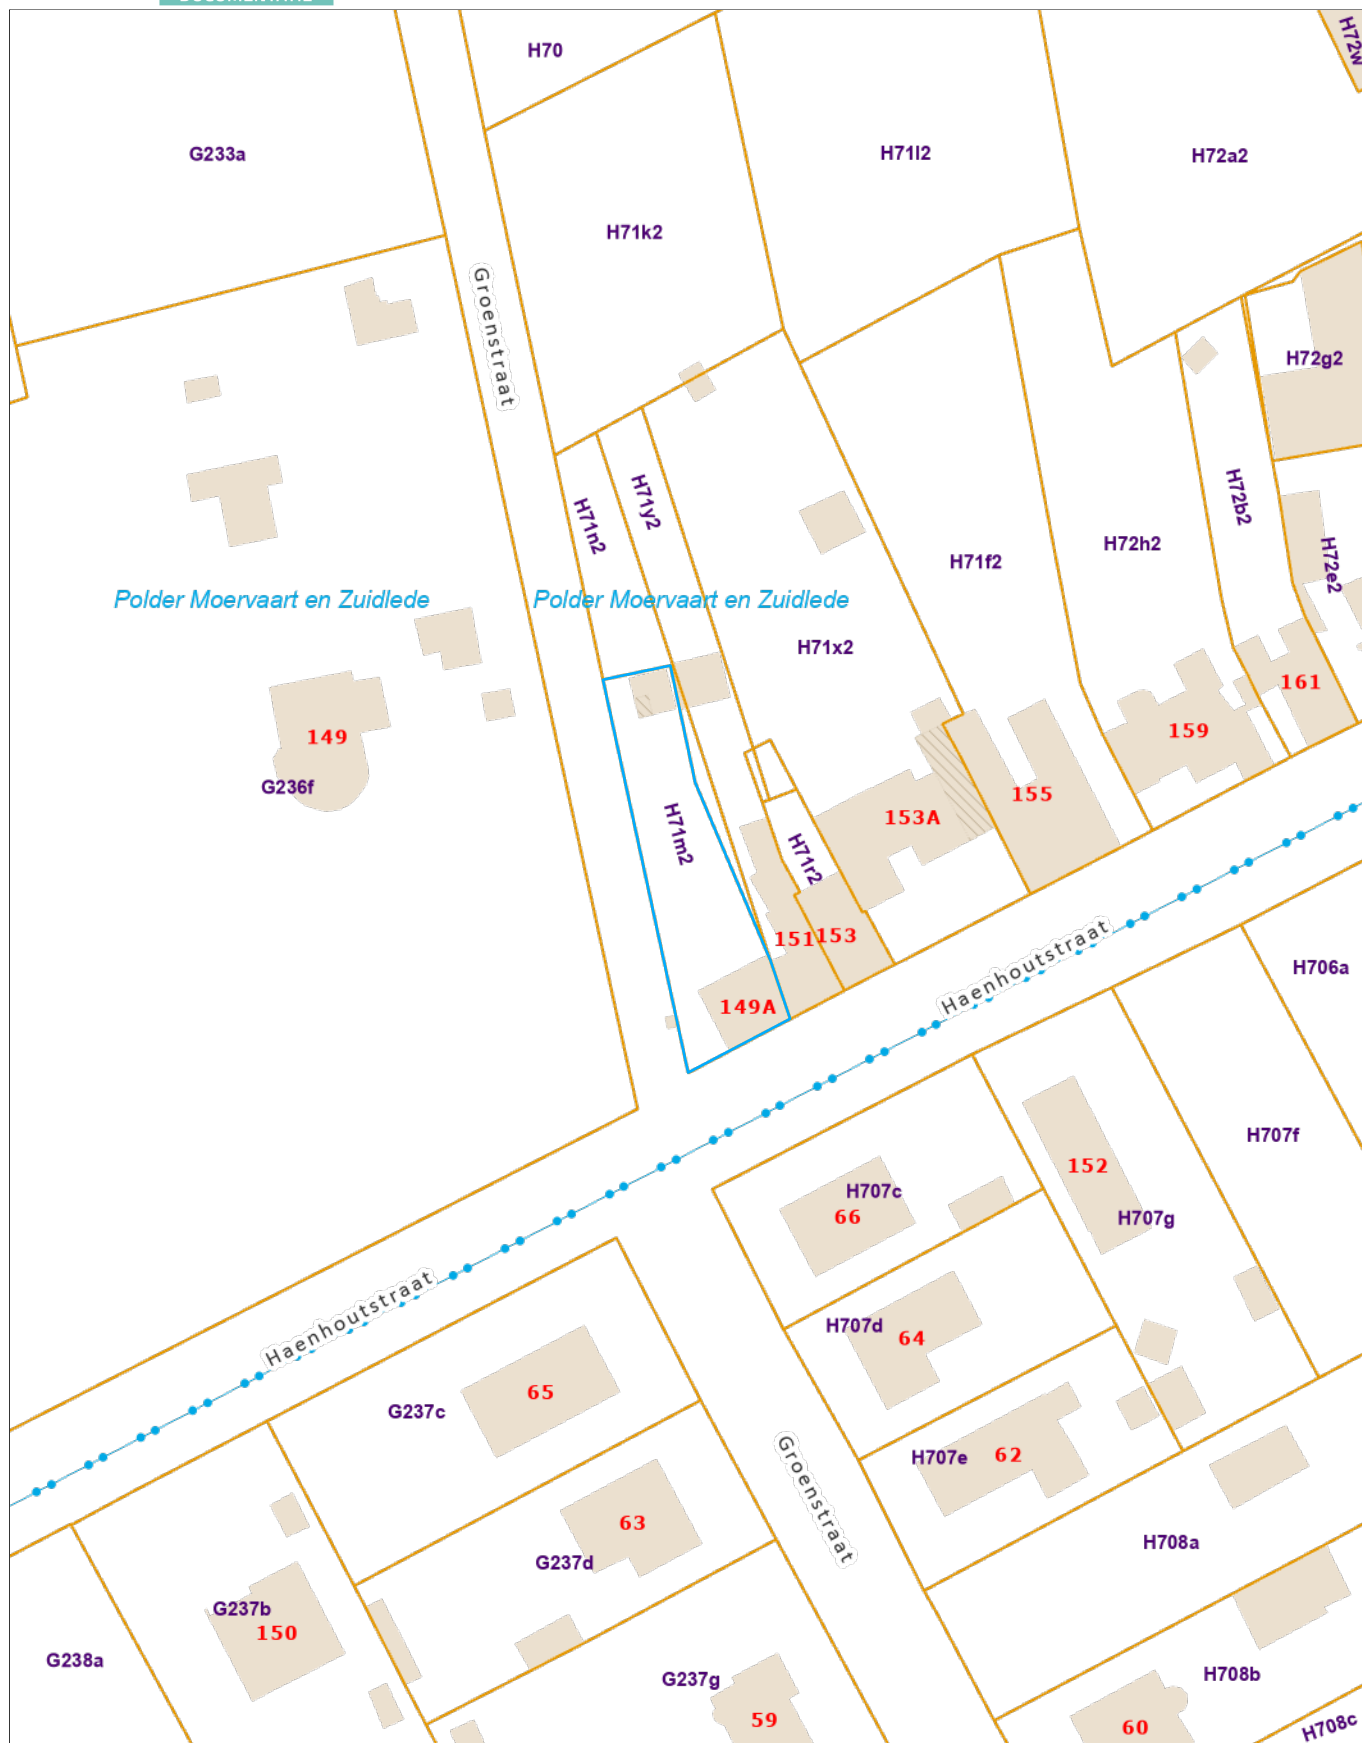 H70
H72w
G233a
H71l2
H72a2
H71k2
Groenstraat
H72g2
H71n2
H71y2
H72b2
H71f2
H72h2
H72e2
Polder Moervaart en Zuidlede
Polder Moervaart en Zuidlede
H71x2
161
149
159
G236f
155
153A
H71m2
H71r2
151
153
Haenhoutstraat
H706a
149A
H707f
152
H707c
66
H707g
Haenhoutstraat
H707d
64
65
G237c
H707e
62
Groenstraat
63
H708a
G237d
G237b
150
G238a
G237g
H708b
59
60
H708c